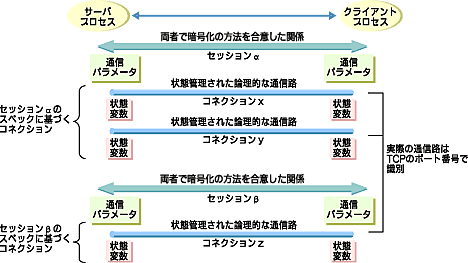 サーバ
プロセス
クライアント
プロセス
両者で暗号化の方法を合意した関係
セッションα
通信
パラメータ
通信
パラメータ
状態管理された論理的な通信路
コネクションx
状態
変数
状態
変数
セッションαの
スペックに基づく
コネクション
状態管理された論理的な通信路
コネクションy
状態
変数
状態
変数
実際の通信路は
TCPのポート番号で
識別
両者で暗号化の方法を合意した関係
セッションβ
通信
パラメータ
通信
パラメータ
セッションβの
スペックに基づく
コネクション
状態管理された論理的な通信路
コネクションz
状態
変数
状態
変数